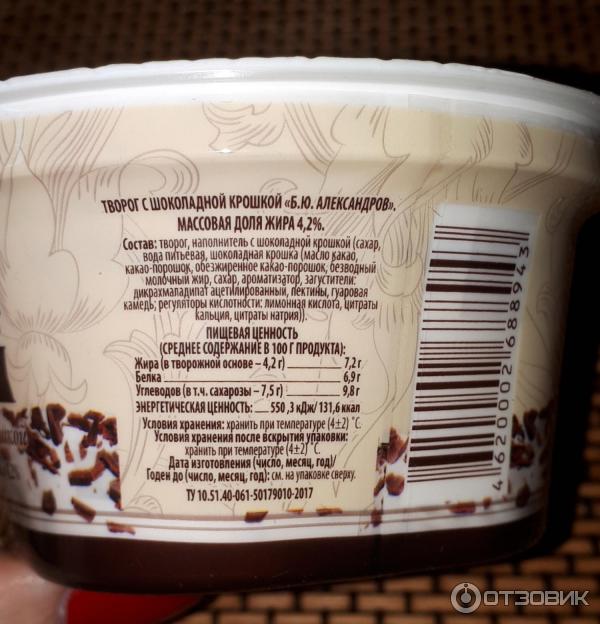 ТВОРОГ С ШОКОЛАДНОЙ КРОШКОЙ «Б.Ю. АЛЕКСАНДРОВ».
МАССОВАЯ ДОЛЯ ЖИРА 4,2%.
Состав: творог, наполнитель с шоколадной крошкой (сахар,
вода питьевая, шоколадная крошка (масло какао,
какао-порошок, обезжиренное какао-порошок, безводный
молочный жир, сахар, ароматизатор, загустители:
дикрахмаладипат ацетилированный, пектины, гуаровая
камедь; регуляторы кислотности: лимонная кислота, цитраты
кальция, цитраты натрия)).
ПИЩЕВАЯ ЦЕННОСТЬ
(СРЕДНЕЕ СОДЕРЖАНИЕ В 100 Г ПРОДУКТА):
Жира (в творожной основе – 4,2 г) 7,2 г
Белка 6,9 г
Углеводов (в т.ч. сахарозы – 7,5 г) 9,8 г
ЭНЕРГЕТИЧЕСКАЯ ЦЕННОСТЬ: 550,3 кДж/ 131,6 ккал
Условия хранения: хранить при температуре (4±2) °С.
Условия хранения после вскрытия упаковки:
хранить при температуре (4±2) °С.
Дата изготовления (число, месяц, год)/
Годен до (число, месяц, год): см. на упаковке сверху.
ТУ 10.51.40-061-50179010-2017
4620002688943
ОТЗОВИК